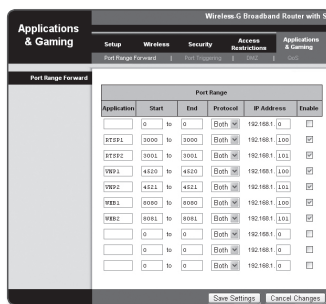 Wireless-G Broadband Router with S
Applications & Gaming
Setup Wireless Security Access Restrictions Applications & Gaming
Port Range Forward | Port Triggering | DMZ | QoS
Port Range Forward
Port Range
Application Start End Protocol IP Address Enable
0 to 0 Both 192.168.1. 0
RTSP1 3000 to 3000 Both 192.168.1. 100
RTSP2 3001 to 3001 Both 192.168.1. 101
VNP1 4520 to 4520 Both 192.168.1. 100
VNP2 4521 to 4521 Both 192.168.1. 101
WEB1 8080 to 8080 Both 192.168.1. 100
WEB2 8081 to 8081 Both 192.168.1. 101
0 to 0 Both 192.168.1. 0
0 to 0 Both 192.168.1. 0
0 to 0 Both 192.168.1. 0
Save Settings Cancel Changes